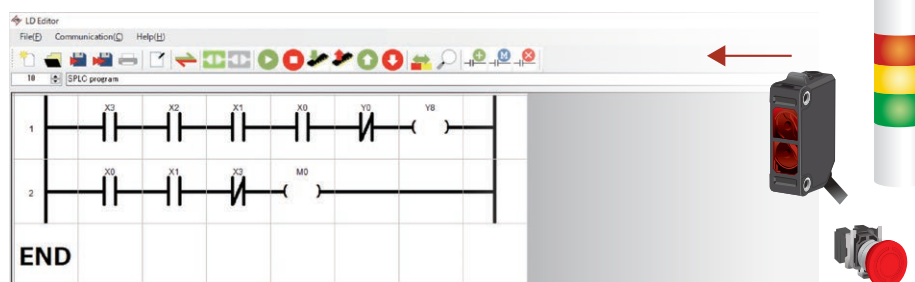 LD Editor
File(F) Communication(C) Help(H)
10 SPLC program
X3 X2 X1 X0 Y0 Y8
1
X0 X1 X3 M0
2
END